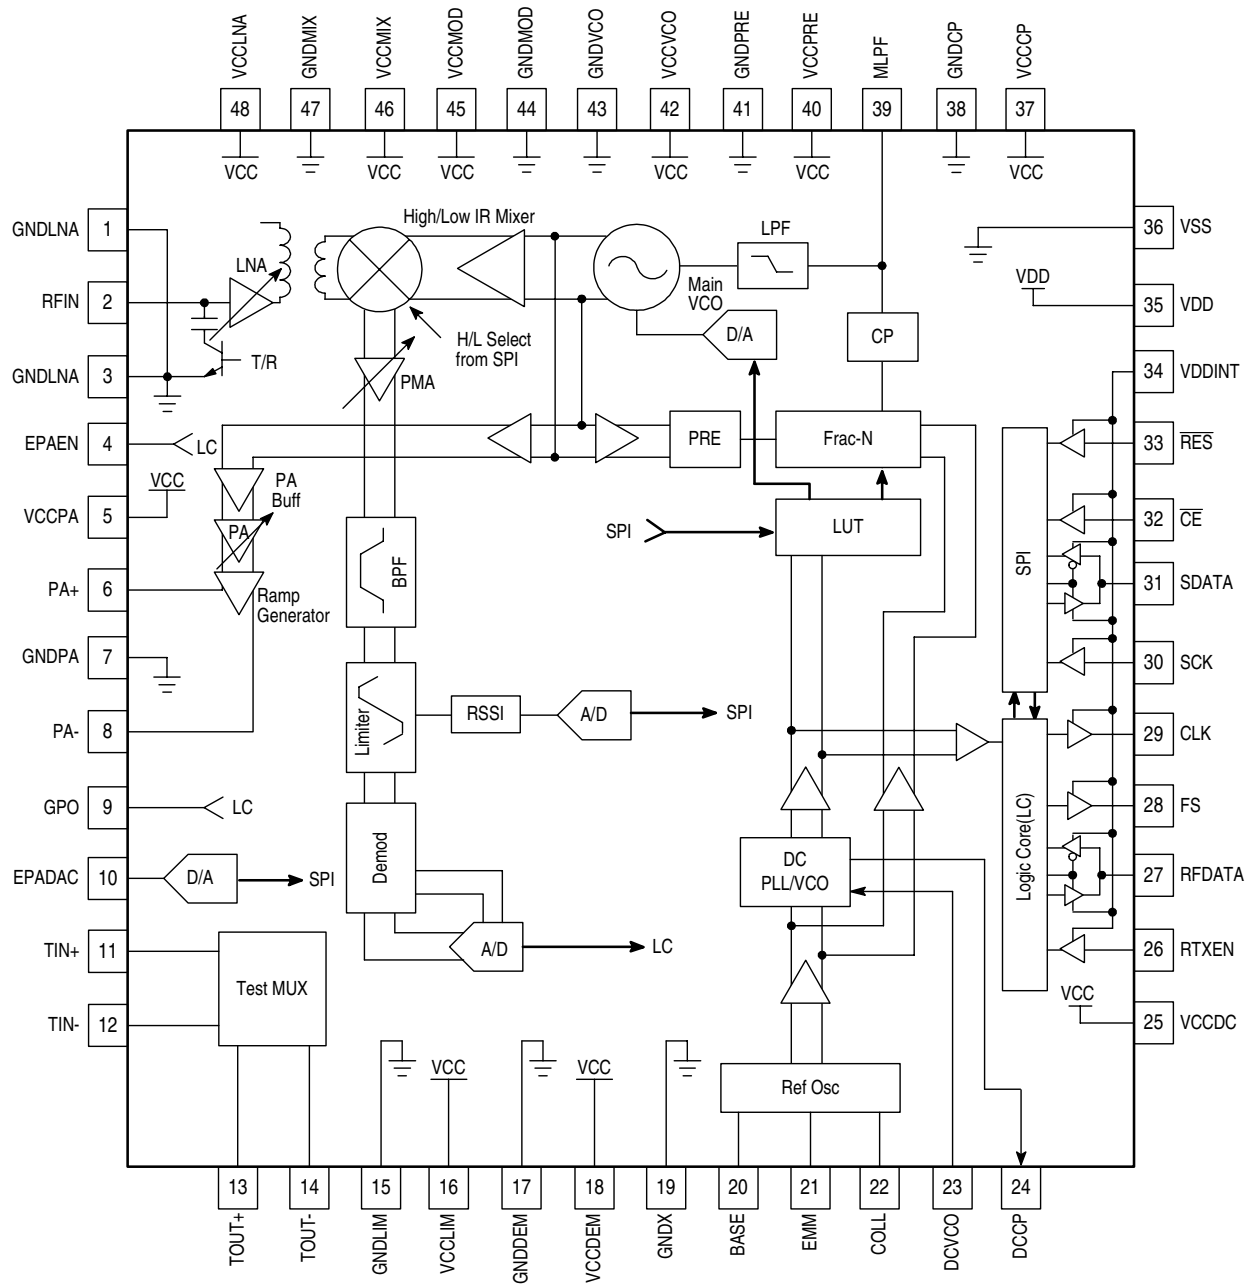 VCCLNA
GNDMIX
VCCMIX
VCCMOD
GNDMOD
GNDVCO
VCCVCO
GNDPRE
VCCPRE
MLPF
GNDCP
VCCCP
48
47
46
45
44
43
42
41
40
39
38
37
VCC
VCC
VCC
VCC
VCC
VCC
GNDLNA 1
RFIN 2
GNDLNA 3
EPAEN 4
VCCPA 5
PA+ 6
GNDPA 7
PA- 8
GPO 9
EPADAC 10
TIN+ 11
TIN- 12
LNA
T/R
LC
VCC
PA
Buff
PA
Ramp
Generator
LC
D/A
SPI
Test MUX
High/Low IR Mixer
H/L Select
from SPI
PMA
BPF
Limiter
RSSI
A/D
SPI
Demod
A/D
LC
Main
VCO
LPF
D/A
CP
PRE
Frac-N
SPI
LUT
DC
PLL/VCO
Ref Osc
VDD
SPI
Logic Core(LC)
VCC
36 VSS
35 VDD
34 VDDINT
33 RES
32 CE
31 SDATA
30 SCK
29 CLK
28 FS
27 RFDATA
26 RTXEN
25 VCCDC
VCC
VCC
13
14
15
16
17
18
19
20
21
22
23
24
TOUT+
TOUT-
GNDLIM
VCCLIM
GNDDEM
VCCDEM
GNDX
BASE
EMM
COLL
DCVCO
DCCP